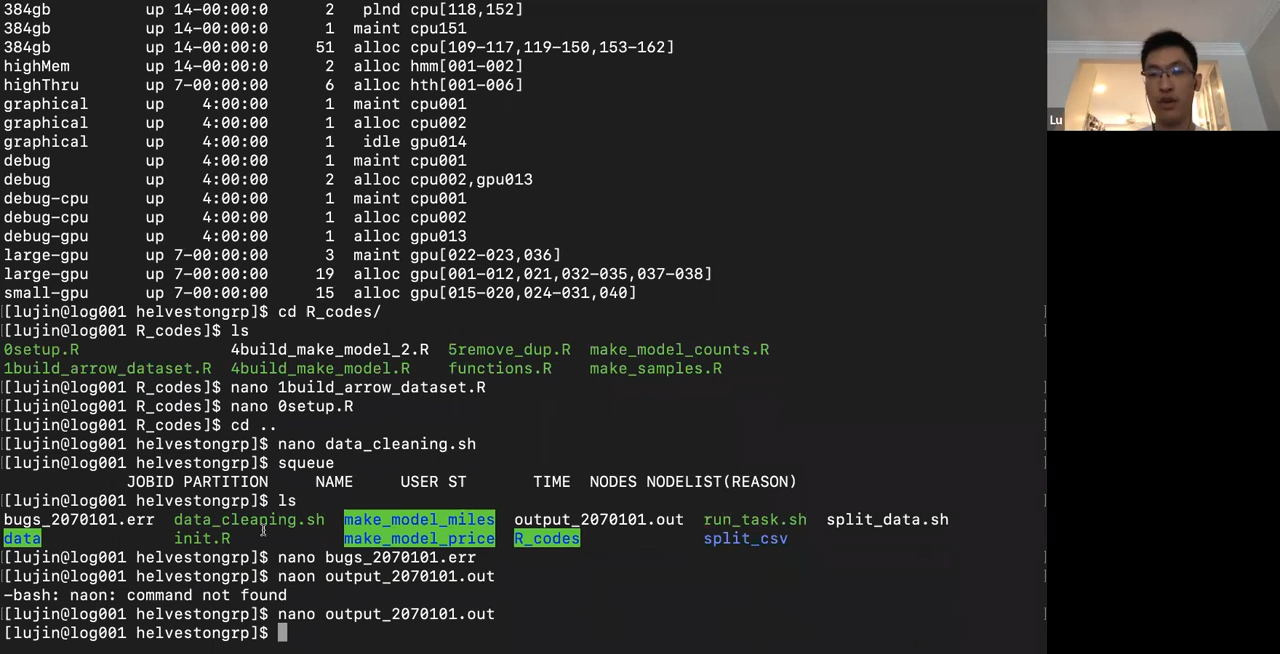 384gb up 14-00:00:0 2 plnd cpu[118,152]
384gb up 14-00:00:0 1 maint cpu151
384gb up 14-00:00:0 51 alloc cpu[109-117,119-150,153-162]
highMem up 14-00:00:0 2 alloc hmm[001-002]
highThru up 7-00:00:00 6 alloc hth[001-006]
graphical up 4:00:00 1 maint cpu001
graphical up 4:00:00 1 alloc cpu002
graphical up 4:00:00 1 idle gpu014
debug up 4:00:00 1 maint cpu001
debug up 4:00:00 2 alloc cpu002,gpu013
debug-cpu up 4:00:00 1 maint cpu001
debug-cpu up 4:00:00 1 alloc cpu002
debug-gpu up 4:00:00 1 alloc gpu013
large-gpu up 7-00:00:00 3 maint gpu[022-023,036]
large-gpu up 7-00:00:00 19 alloc gpu[001-012,021,032-035,037-038]
small-gpu up 7-00:00:00 15 alloc gpu[015-020,024-031,040]
[[lujin@log001 helvestongrp]$ cd R_codes/ ]
[[lujin@log001 R_codes]$ ls ]
0setup.R 4build_make_model_2.R 5remove_dup.R make_model_counts.R
1build_arrow_dataset.R 4build_make_model.R functions.R make_samples.R
[[lujin@log001 R_codes]$ nano 1build_arrow_dataset.R ]
[[lujin@log001 R_codes]$ nano 0setup.R ]
[[lujin@log001 R_codes]$ cd .. ]
[[lujin@log001 helvestongrp]$ nano data_cleaning.sh ]
[[lujin@log001 helvestongrp]$ squeue ]
JOBID PARTITION NAME USER ST TIME NODES NODELIST(REASON)
[[lujin@log001 helvestongrp]$ ls ]
bugs_2070101.err data_cleaning.sh make_model_miles output_2070101.out run_task.sh split_data.sh
data init.R make_model_price R_codes split_csv
[[lujin@log001 helvestongrp]$ nano bugs_2070101.err ]
[[lujin@log001 helvestongrp]$ naon output_2070101.out ]
-bash: naon: command not found
[[lujin@log001 helvestongrp]$ nano output_2070101.out ]
[lujin@log001 helvestongrp]$
Lu